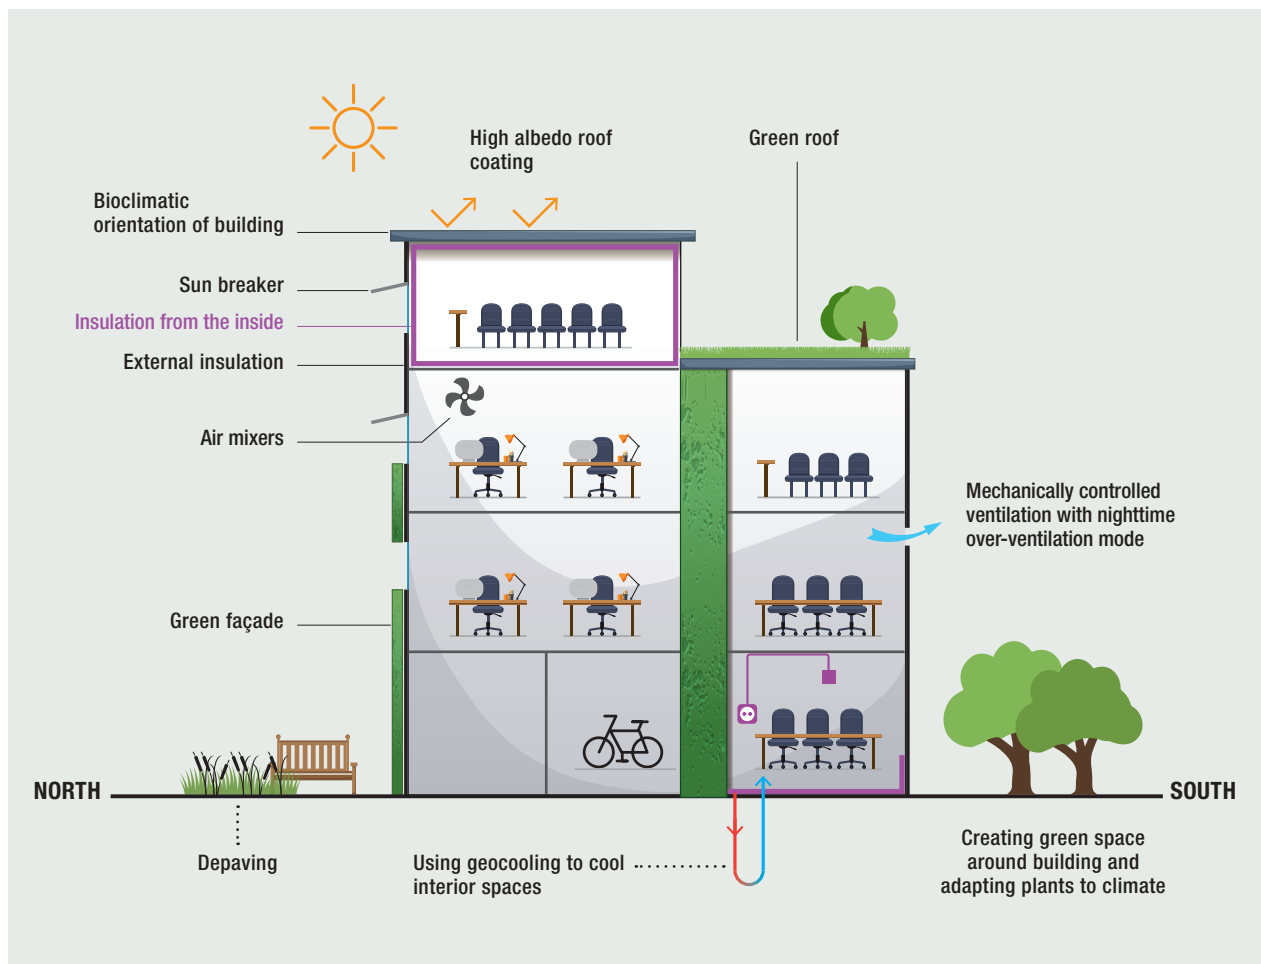 High albedo roof
coating
Green roof
Bioclimatic
orientation of building
Sun breaker
Insulation from the inside
External insulation
Air mixers
Mechanically controlled
ventilation with nighttime
over-ventilation mode
Green façade
NORTH
SOUTH
Depaving
Using geocooling to cool
interior spaces
Creating green space
around building and
adapting plants to climate